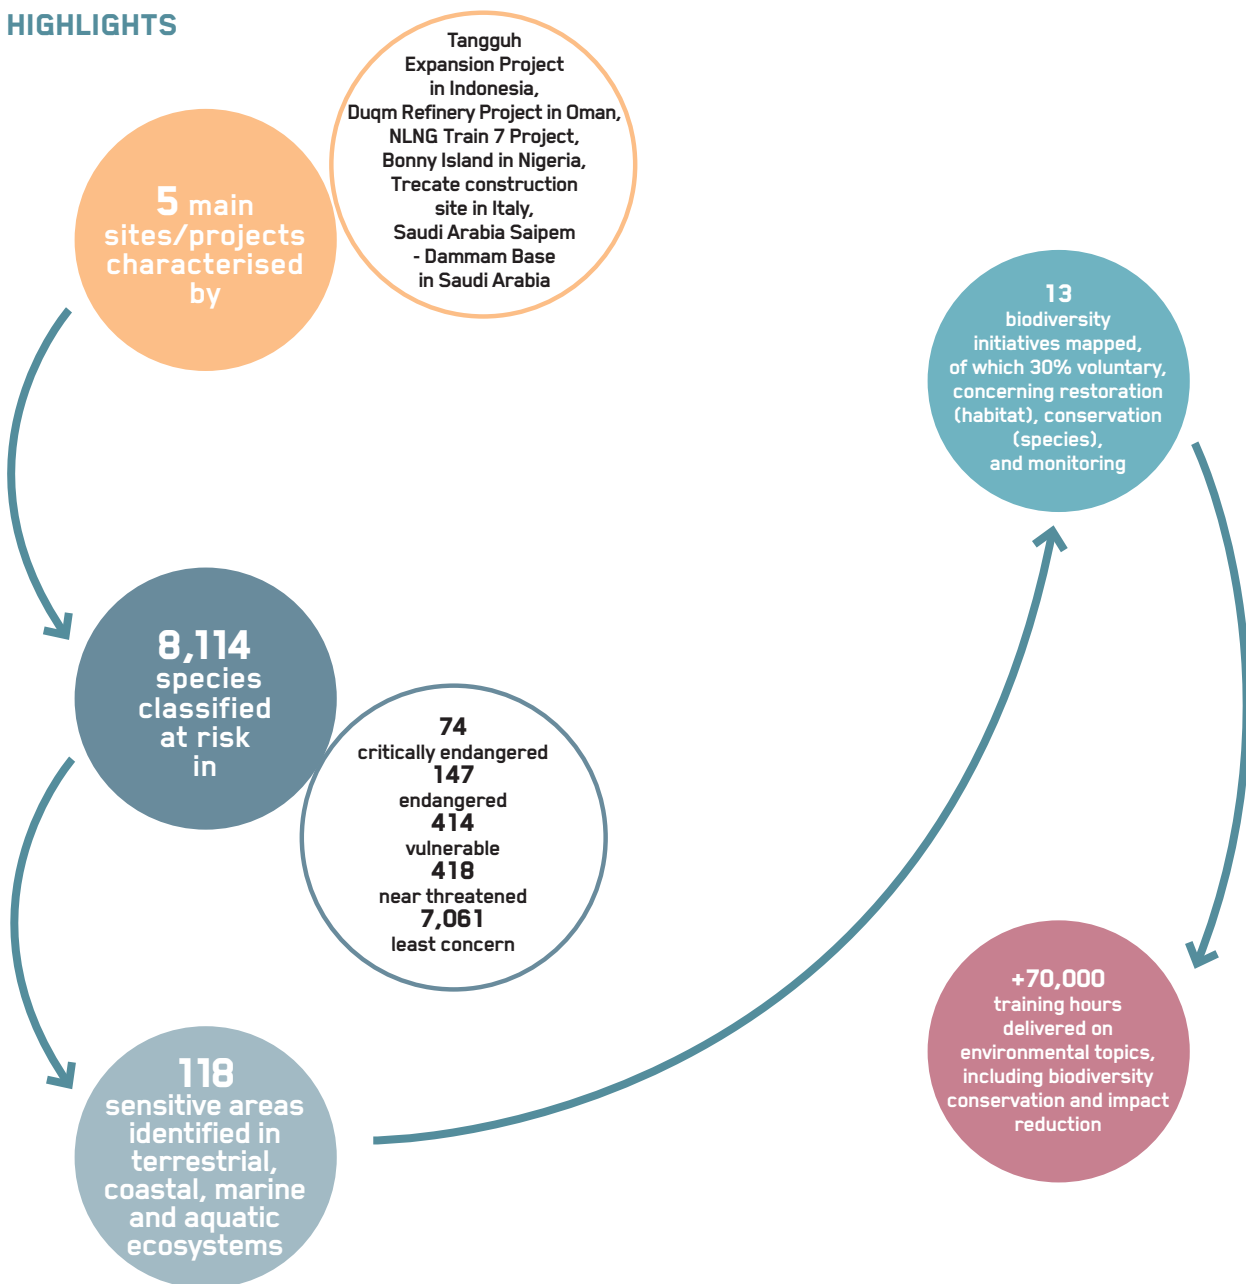 HIGHLIGHTS
5 main
sites/projects
characterised
by
Tangguh
Expansion Project
in Indonesia,
Duqm Refinery Project in Oman,
NLNG Train 7 Project,
Bonny Island in Nigeria,
Trecate construction
site in Italy,
Saudi Arabia Saipem
- Dammam Base
in Saudi Arabia
8,114
species
classified
at risk
in
74
critically endangered
147
endangered
414
vulnerable
418
near threatened
7,061
least concern
118
sensitive areas
identified in
terrestrial,
coastal, marine
and aquatic
ecosystems
13
biodiversity
initiatives mapped,
of which 30% voluntary,
concerning restoration
(habitat), conservation
(species),
and monitoring
+70,000
training hours
delivered on
environmental topics,
including biodiversity
conservation and impact
reduction